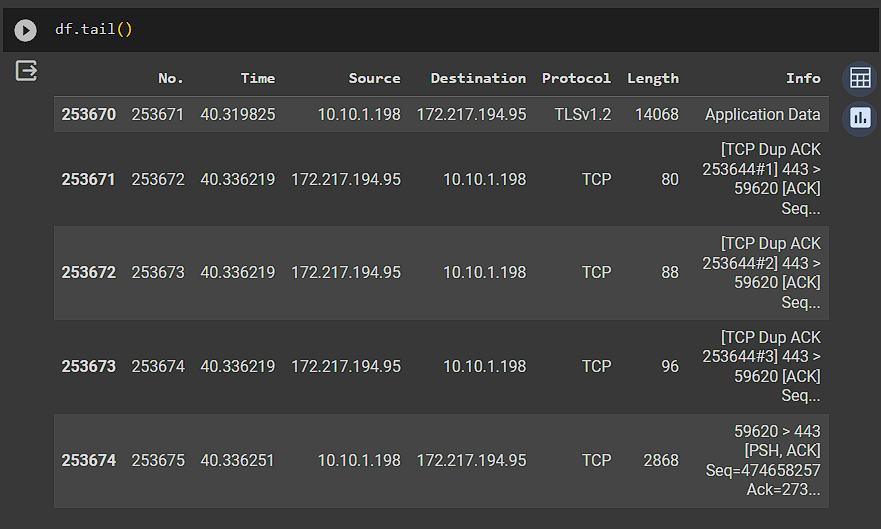 df.tail()
No. Time Source Destination Protocol Length Info
253670 253671 40.319825 10.10.1.198 172.217.194.95 TLSv1.2 14068 Application Data
253671 253672 40.336219 172.217.194.95 10.10.1.198 TCP 80 [TCP Dup ACK
253644#1] 443 >
59620 [ACK]
Seq...
253672 253673 40.336219 172.217.194.95 10.10.1.198 TCP 88 [TCP Dup ACK
253644#2] 443 >
59620 [ACK]
Seq...
253673 253674 40.336219 172.217.194.95 10.10.1.198 TCP 96 [TCP Dup ACK
253644#3] 443 >
59620 [ACK]
Seq...
253674 253675 40.336251 10.10.1.198 172.217.194.95 TCP 2868 59620 > 443
[PSH, ACK]
Seq=474658257
Ack=273...